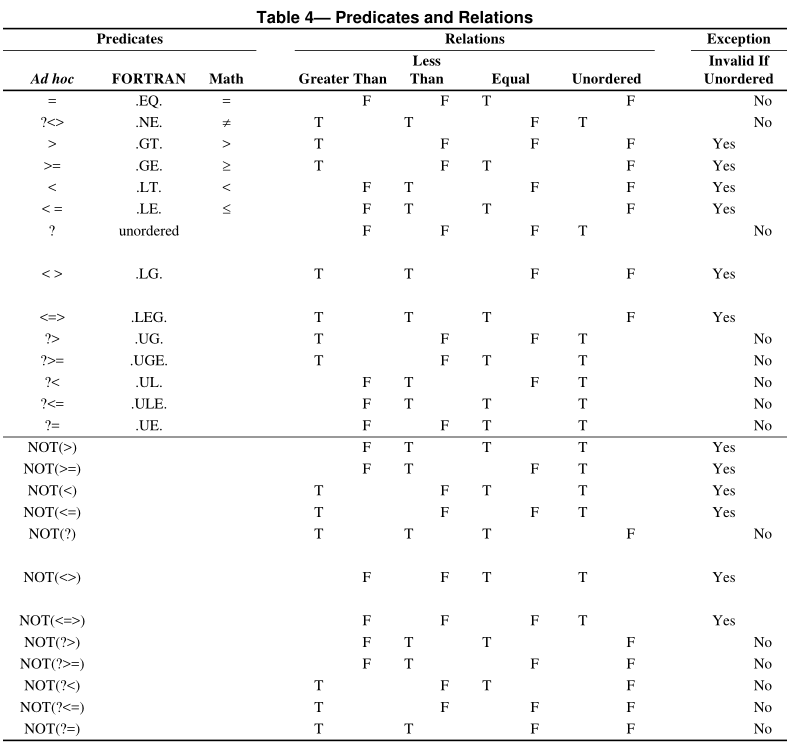 Table 4— Predicates and Relations
Predicates Relations Exception
Ad hoc FORTRAN Math Greater Than Less Than Equal Unordered Invalid If Unordered
= .EQ. = F F T F No
?<> .NE. ≠ T T F T No
> .GT. > T F F F Yes
>= .GE. ≥ T F T F Yes
< .LT. < F T F F Yes
< = .LE. ≤ F T T F Yes
? unordered F F F T No
< > .LG. T T F F Yes
<=> .LEG. T T T F Yes
?> .UG. T F F T No
?>= .UGE. T F T T No
?< .UL. F T F T No
?<= .ULE. F T T T No
?= .UE. F F T T No
NOT(>) F T T T Yes
NOT(>=) F T F T Yes
NOT(<) T F T T Yes
NOT(<=) T F F T Yes
NOT(?) T T T F No
NOT(<>) F F T T Yes
NOT(<=>) F F F T Yes
NOT(?>) F T T F No
NOT(?>=) F T F F No
NOT(?<) T F T F No
NOT(?<=) T F F F No
NOT(?=) T T F F No